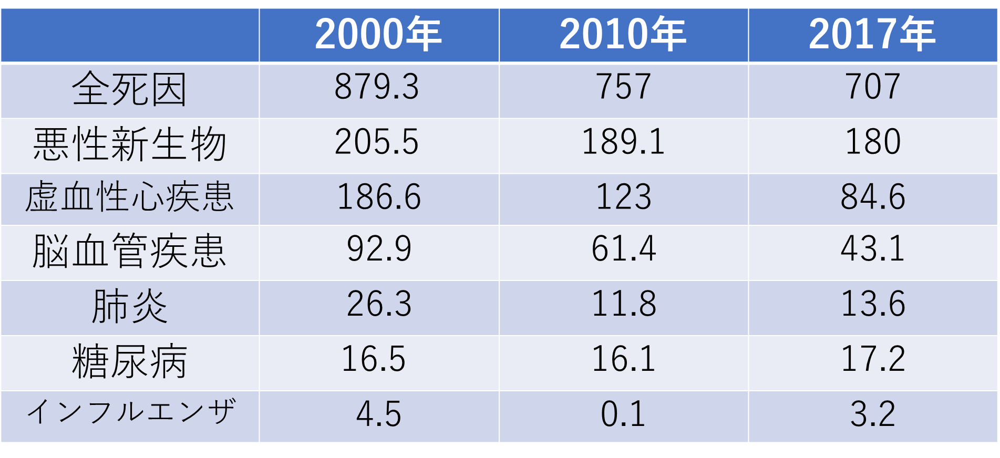 2000年 2010年 2017年
全死因 879.3 757 707
悪性新生物 205.5 189.1 180
虚血性心疾患 186.6 123 84.6
脳血管疾患 92.9 61.4 43.1
肺炎 26.3 11.8 13.6
糖尿病 16.5 16.1 17.2
インフルエンザ 4.5 0.1 3.2